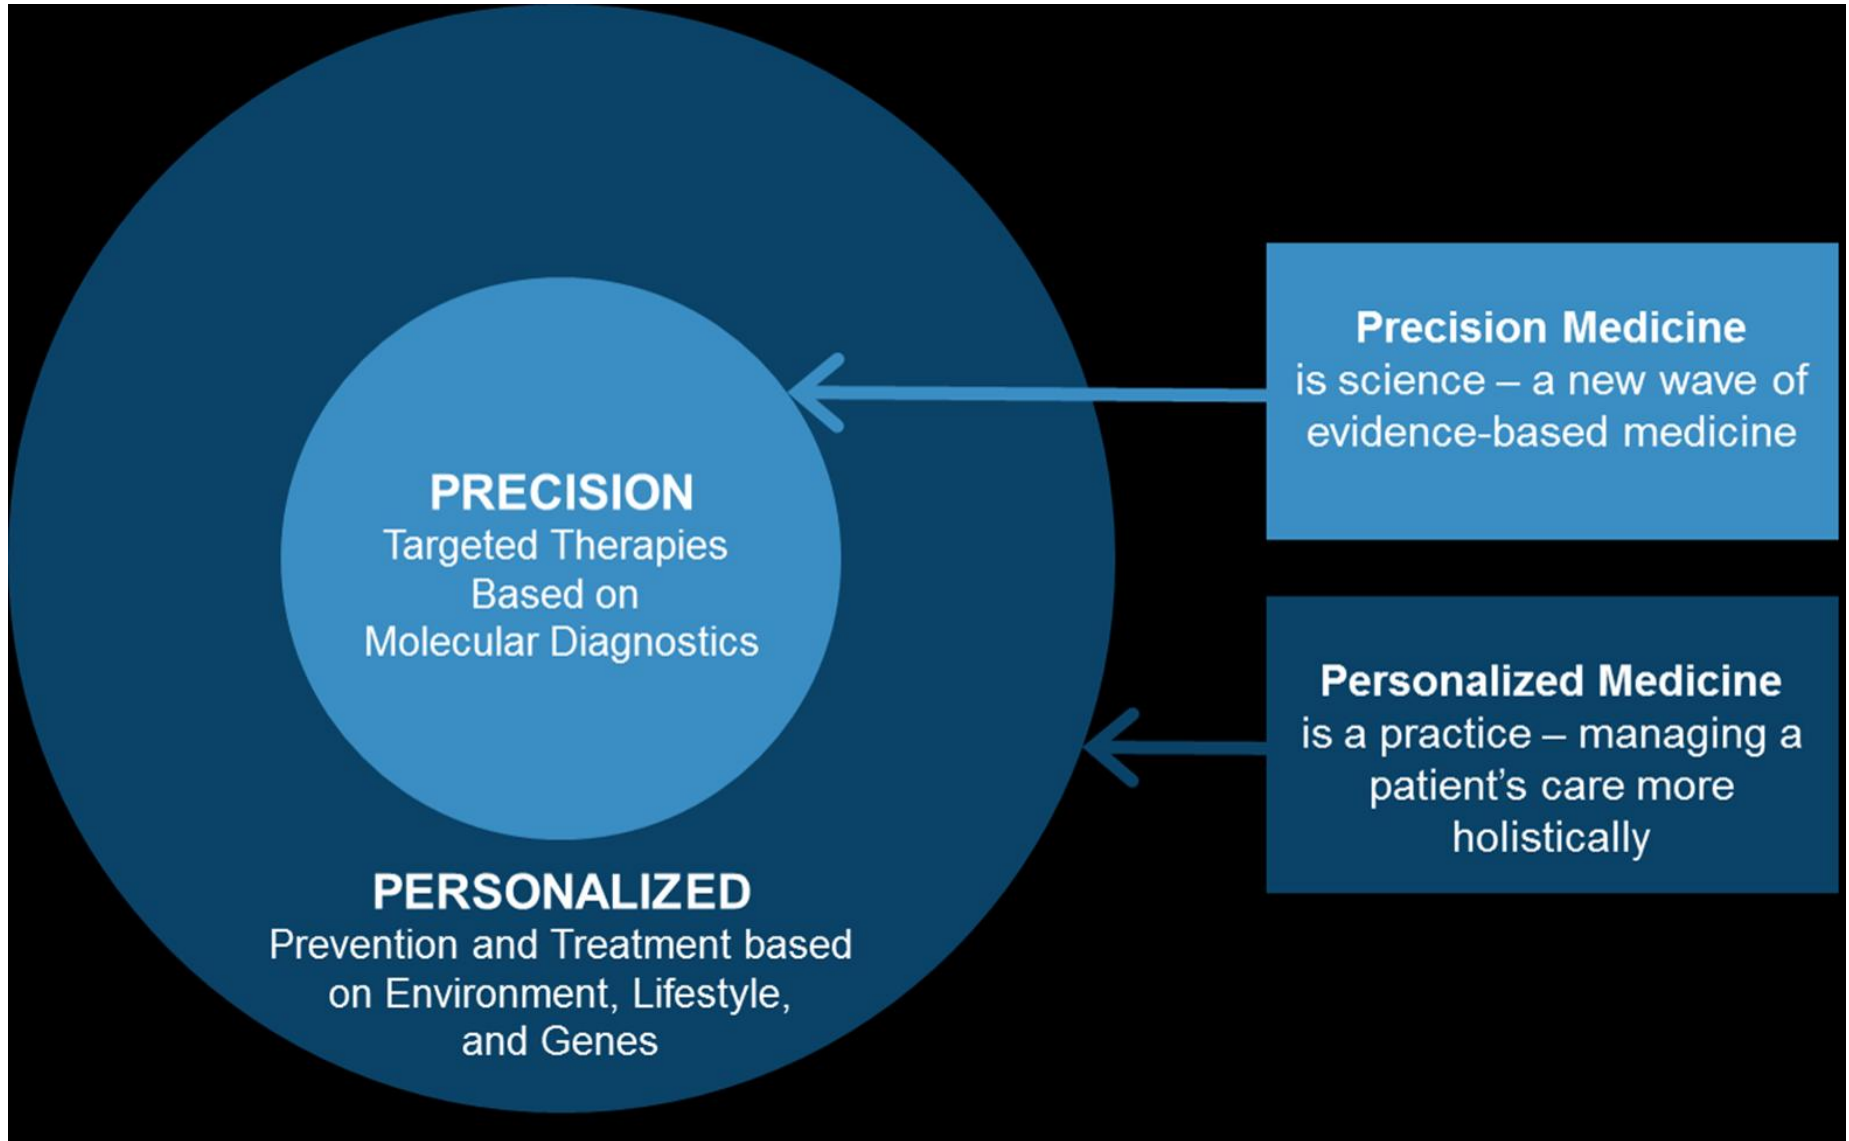 PRECISION
Targeted Therapies
Based on
Molecular Diagnostics
PERSONALIZED
Prevention and Treatment based
on Environment, Lifestyle,
and Genes
Precision Medicine
is science – a new wave of
evidence-based medicine
Personalized Medicine
is a practice – managing a
patient’s care more
holistically